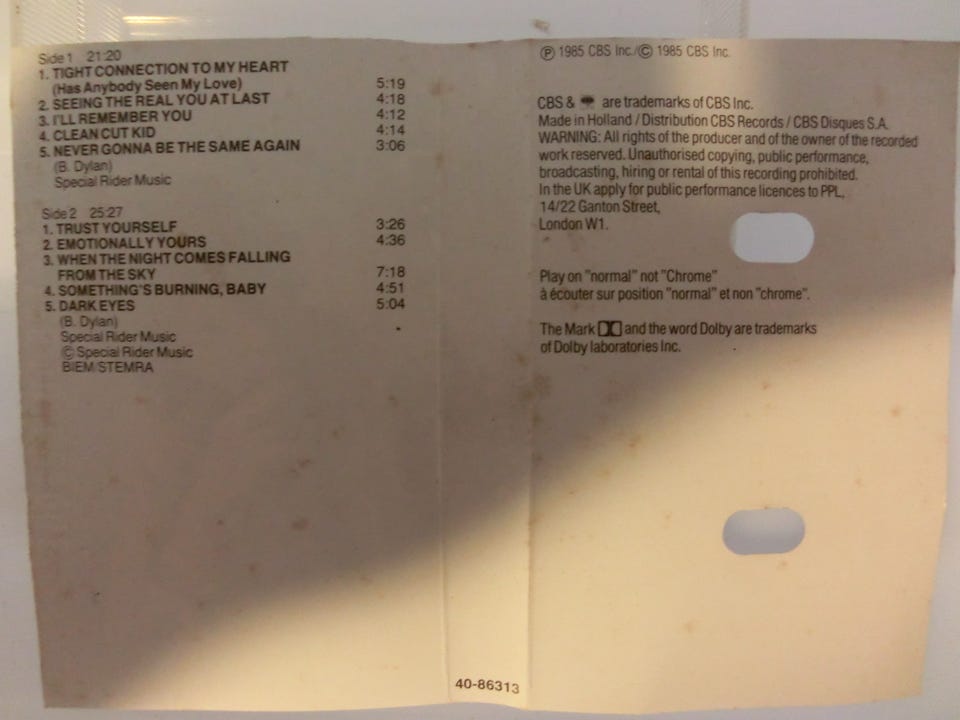 Side 1 21:20
1. TIGHT CONNECTION TO MY HEART
(Has Anybody Seen My Love) 5:19
2. SEEING THE REAL YOU AT LAST 4:18
3. I'LL REMEMBER YOU 4:12
4. CLEAN CUT KID 4:14
5. NEVER GONNA BE THE SAME AGAIN 3:06
(B. Dylan)
Special Rider Music
Side 2 25:27
1. TRUST YOURSELF 3:26
2. EMOTIONALLY YOURS 4:36
3. WHEN THE NIGHT COMES FALLING
FROM THE SKY 7:18
4. SOMETHING'S BURNING, BABY 4:51
5. DARK EYES 5:04
(B. Dylan)
Special Rider Music
© Special Rider Music
BIEM/STEMRA
℗ 1985 CBS Inc./© 1985 CBS Inc.
CBS & are trademarks of CBS Inc.
Made in Holland / Distribution CBS Records / CBS Disques S.A.
WARNING: All rights of the producer and of the owner of the recorded
work reserved. Unauthorised copying, public performance,
broadcasting, hiring or rental of this recording prohibited.
In the UK apply for public performance licences to PPL,
14/22 Ganton Street,
London W1.
Play on "normal" not "Chrome"
à écouter sur position "normal" et non "chrome".
The Mark and the word Dolby are trademarks
of Dolby laboratories Inc.
40-86313